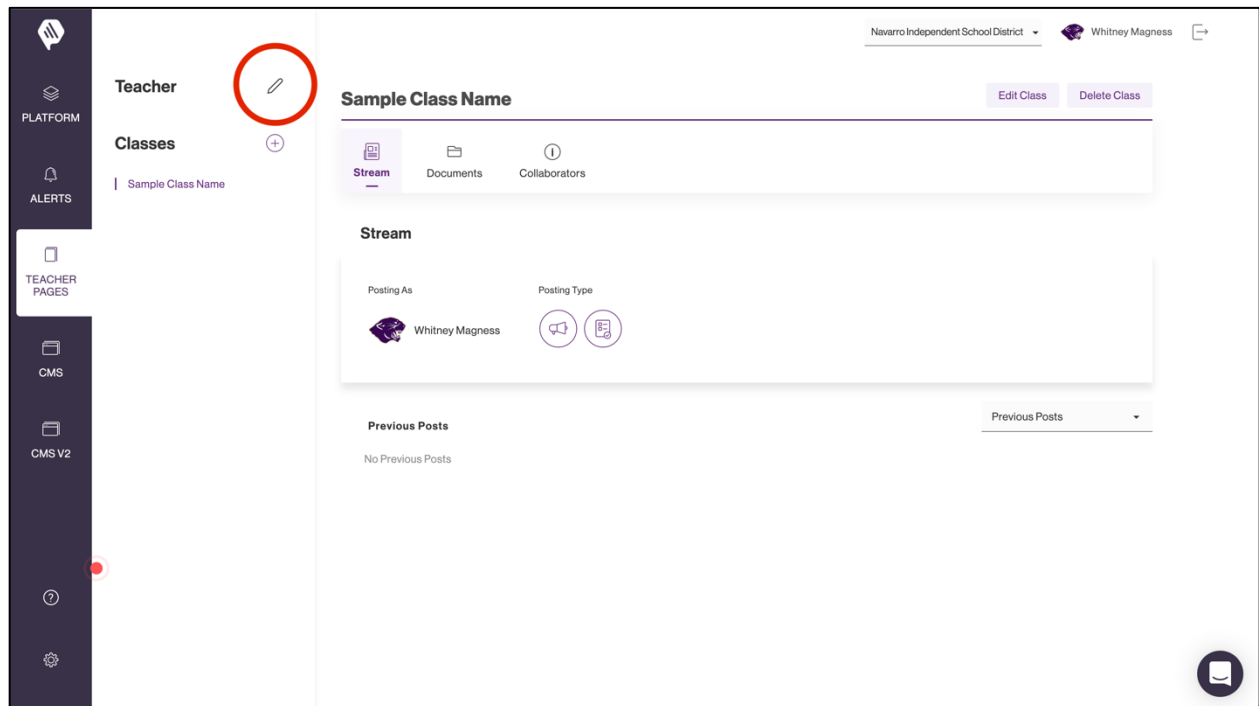 Navarro Independent School District
Whitney Magness
PLATFORM
ALERTS
TEACHER
PAGES
CMS
CMS V2
Teacher
Classes
Sample Class Name
Sample Class Name
Edit Class
Delete Class
Stream
Documents
Collaborators
Stream
Posting As
Posting Type
Whitney Magness
Previous Posts
Previous Posts
No Previous Posts